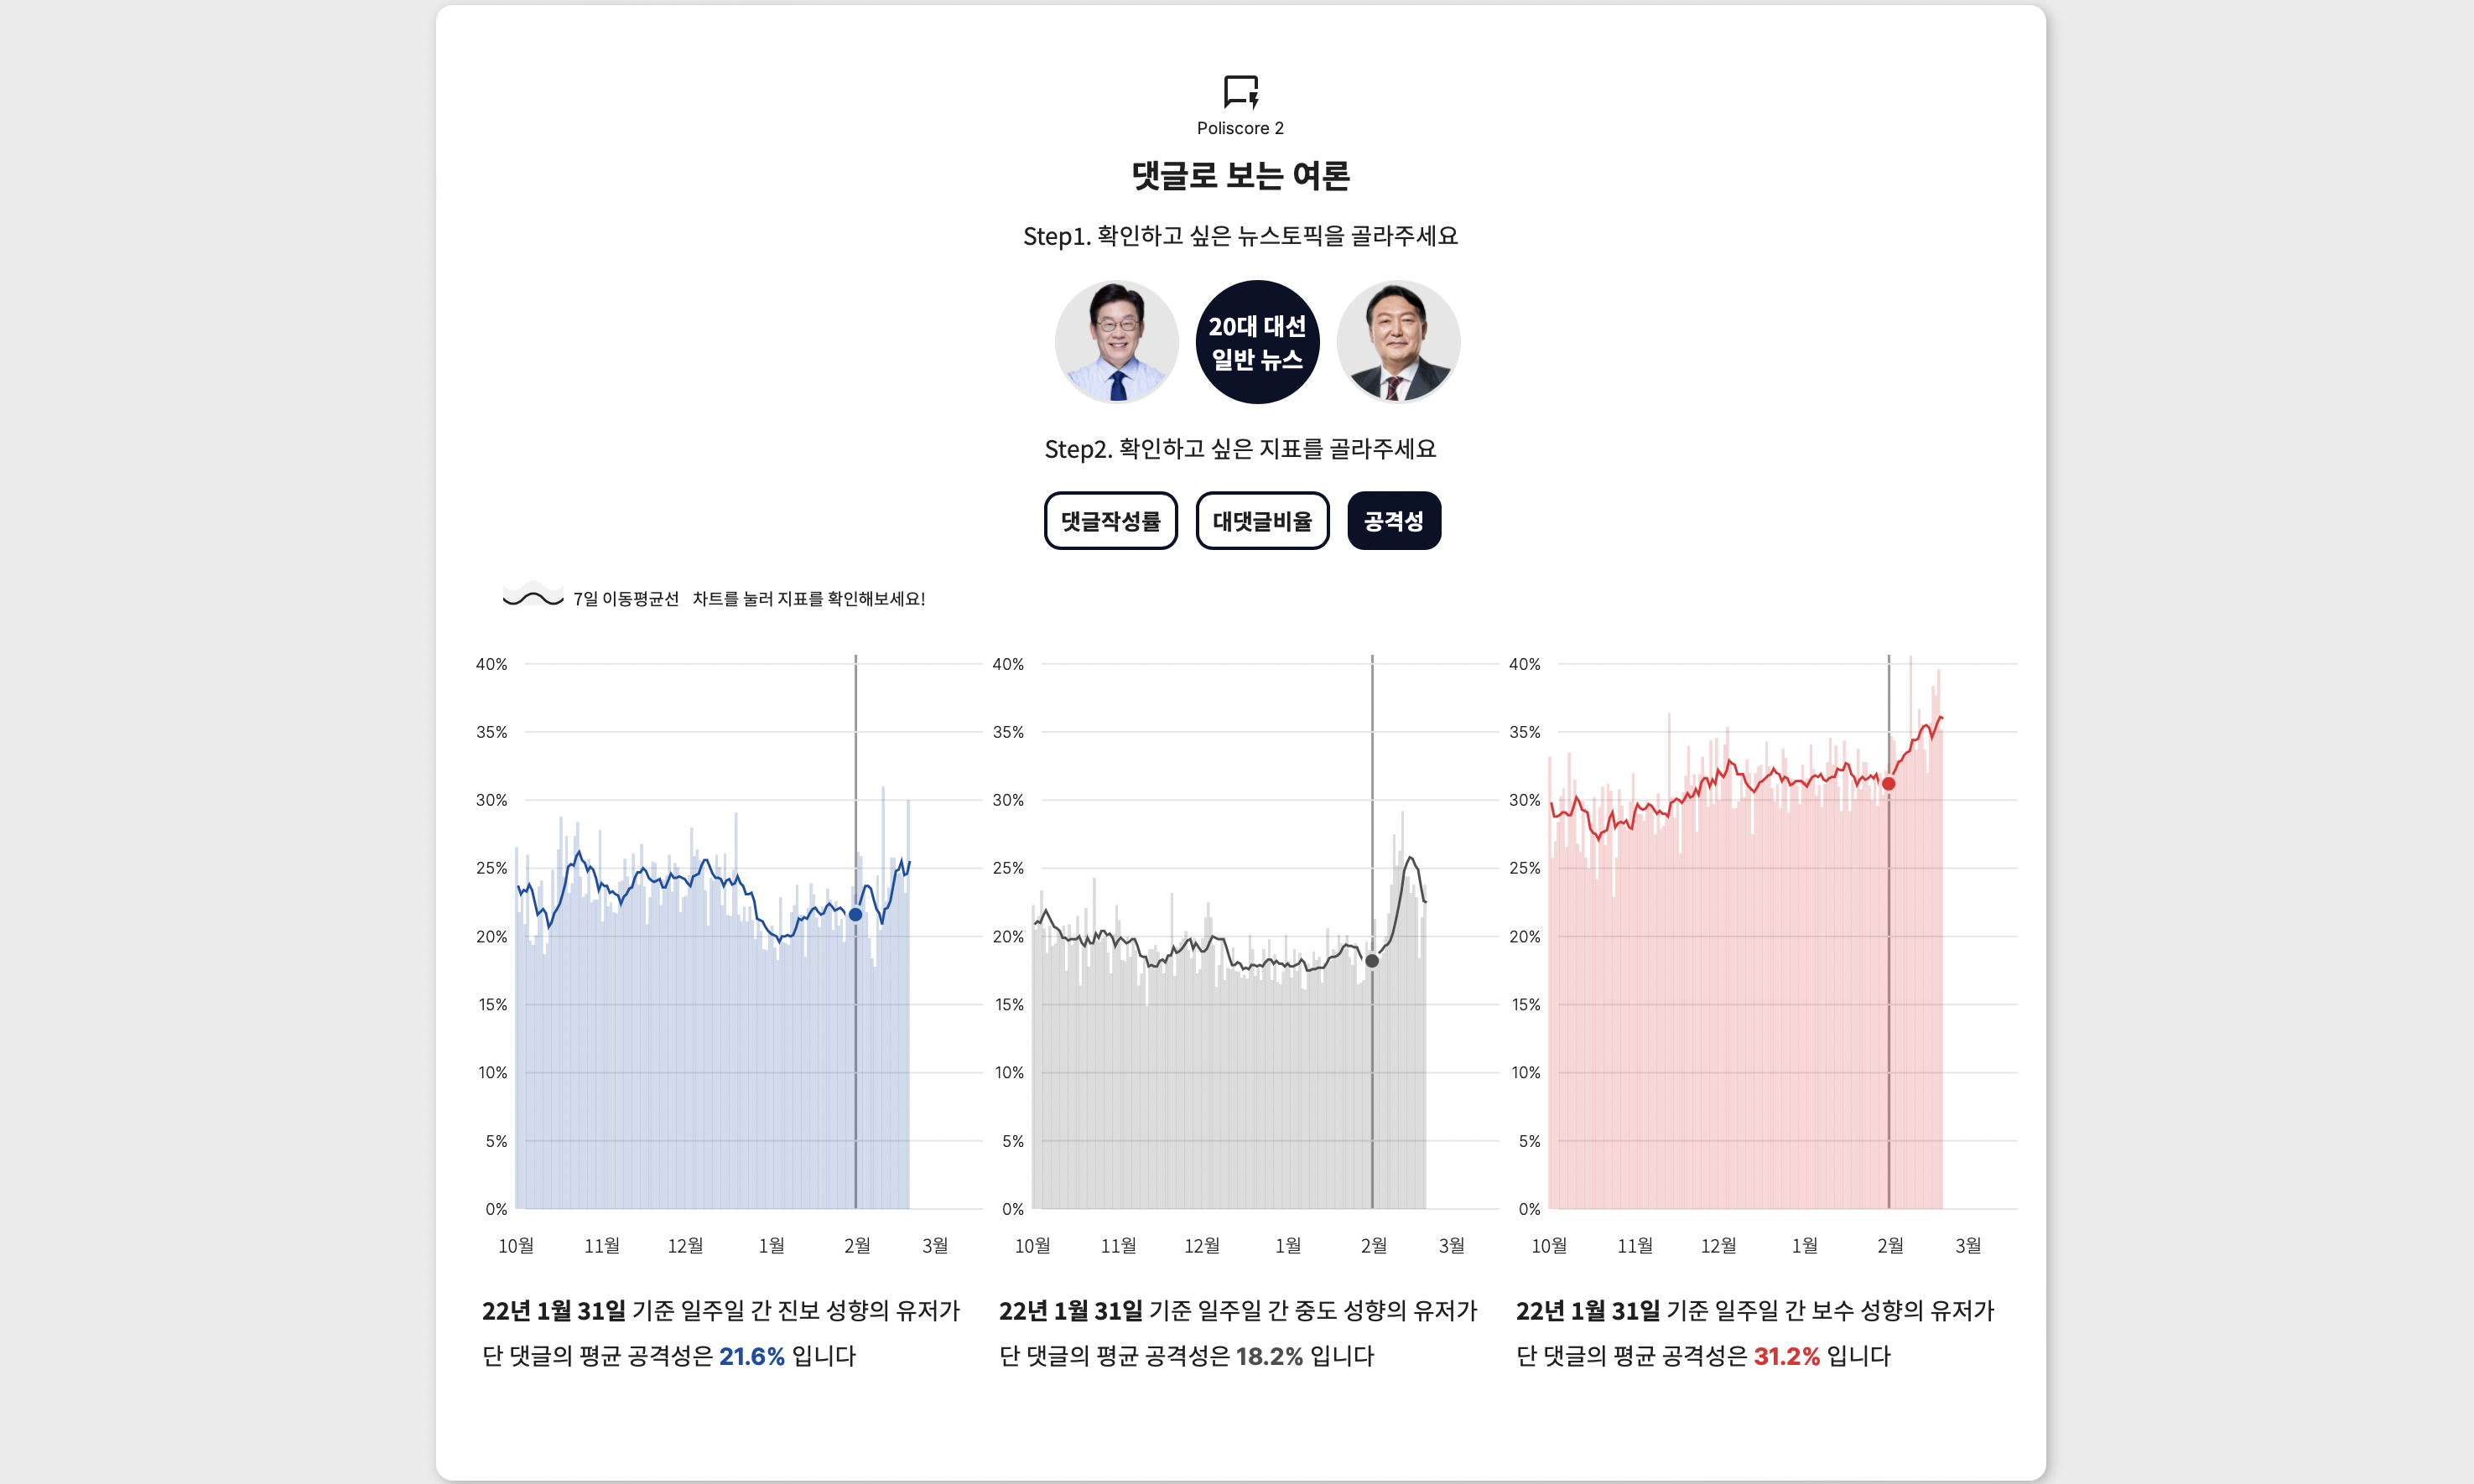 Poliscore 2
댓글로 보는 여론
Step1. 확인하고 싶은 뉴스토픽을 골라주세요
20대 대선
일반 뉴스
Step2. 확인하고 싶은 지표를 골라주세요
댓글작성률
대댓글비율
공격성
7일 이동평균선 차트를 눌러 지표를 확인해보세요!
40%
35%
30%
25%
20%
15%
10%
5%
0%
10월 11월 12월 1월 2월 3월
22년 1월 31일 기준 일주일 간 진보 성향의 유저가
단 댓글의 평균 공격성은 21.6% 입니다
40%
35%
30%
25%
20%
15%
10%
5%
0%
10월 11월 12월 1월 2월 3월
22년 1월 31일 기준 일주일 간 중도 성향의 유저가
단 댓글의 평균 공격성은 18.2% 입니다
40%
35%
30%
25%
20%
15%
10%
5%
0%
10월 11월 12월 1월 2월 3월
22년 1월 31일 기준 일주일 간 보수 성향의 유저가
단 댓글의 평균 공격성은 31.2% 입니다